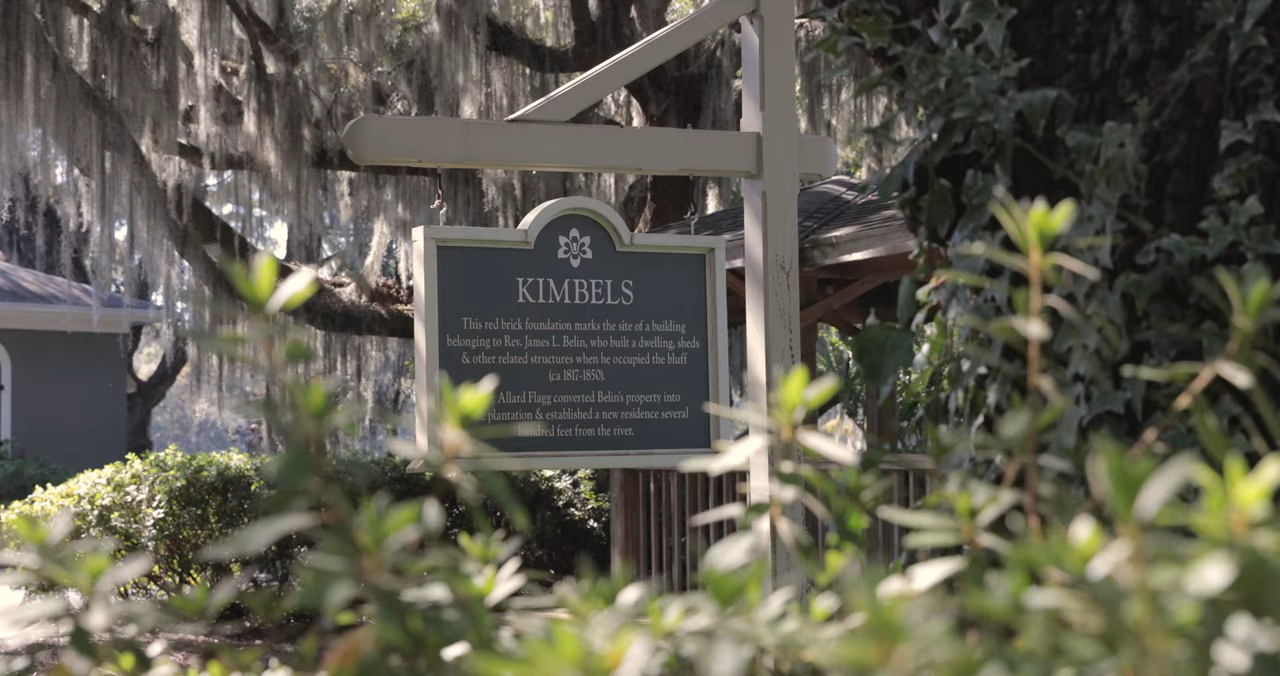 KIMBELS
This red brick foundation marks the site of a building
belonging to Rev. James L. Belin, who built a dwelling, sheds
& other related structures when he occupied the bluff
(ca 1817-1850).
Allard Flagg converted Belin's property into
plantation & established a new residence several
hundred feet from the river.